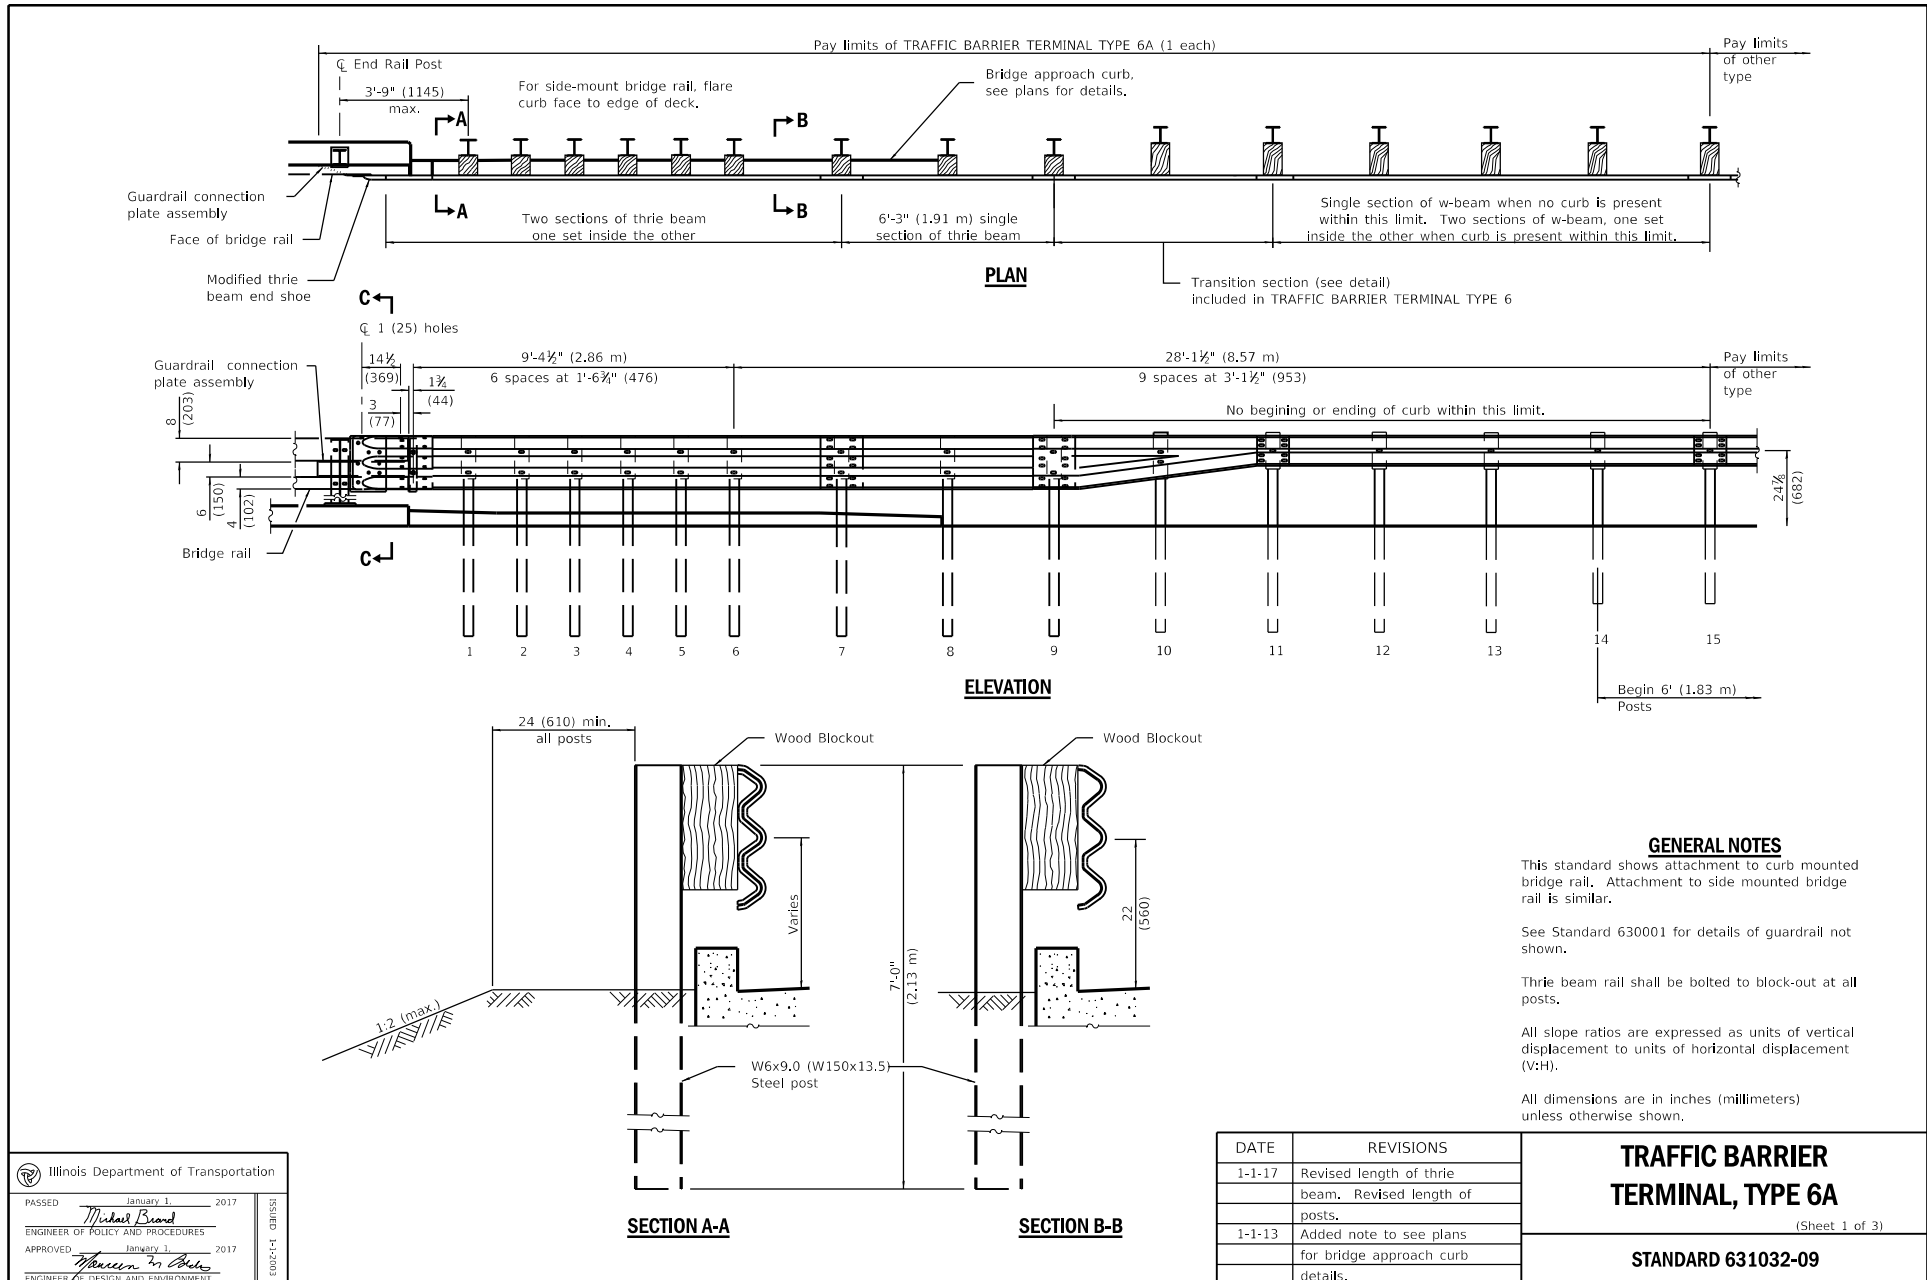 Pay limits of TRAFFIC BARRIER TERMINAL TYPE 6A (1 each)
Pay limits
of other
type
℄ End Rail Post
3'-9" (1145)
max.
For side-mount bridge rail, flare
curb face to edge of deck.
Bridge approach curb,
see plans for details.
A
B
Guardrail connection
plate assembly
Face of bridge rail
Modified thrie
beam end shoe
A
B
Two sections of thrie beam
one set inside the other
6'-3" (1.91 m) single
section of thrie beam
Single section of w-beam when no curb is present
within this limit. Two sections of w-beam, one set
inside the other when curb is present within this limit.
PLAN
Transition section (see detail)
included in TRAFFIC BARRIER TERMINAL TYPE 6
C
℄ 1 (25) holes
Guardrail connection
plate assembly
14½
(369)
9'-4½" (2.86 m)
6 spaces at 1'-6¾" (476)
28'-1½" (8.57 m)
9 spaces at 3'-1½" (953)
Pay limits
of other
type
1¾
(44)
3
(77)
8
(203)
No begining or ending of curb within this limit.
6
(150)
4
(102)
24⅞
(682)
Bridge rail
C
1
2
3
4
5
6
7
8
9
10
11
12
13
14
15
ELEVATION
Begin 6' (1.83 m)
Posts
24 (610) min.
all posts
Wood Blockout
Wood Blockout
Varies
7'-0"
(2.13 m)
22
(560)
1:2 (max.)
W6x9.0 (W150x13.5)
Steel post
SECTION A-A
SECTION B-B
GENERAL NOTES
This standard shows attachment to curb mounted
bridge rail. Attachment to side mounted bridge
rail is similar.
See Standard 630001 for details of guardrail not
shown.
Thrie beam rail shall be bolted to block-out at all
posts.
All slope ratios are expressed as units of vertical
displacement to units of horizontal displacement
(V:H).
All dimensions are in inches (millimeters)
unless otherwise shown.
Illinois Department of Transportation
PASSED January 1, 2017
Michael Brand
ENGINEER OF POLICY AND PROCEDURES
APPROVED January 1, 2017
Maureen M
ENGINEER OF DESIGN AND ENVIRONMENT
ISSUED 1-1-2003
DATE REVISIONS
1-1-17 Revised length of thrie
beam. Revised length of
posts.
1-1-13 Added note to see plans
for bridge approach curb
details.
TRAFFIC BARRIER
TERMINAL, TYPE 6A
(Sheet 1 of 3)
STANDARD 631032-09